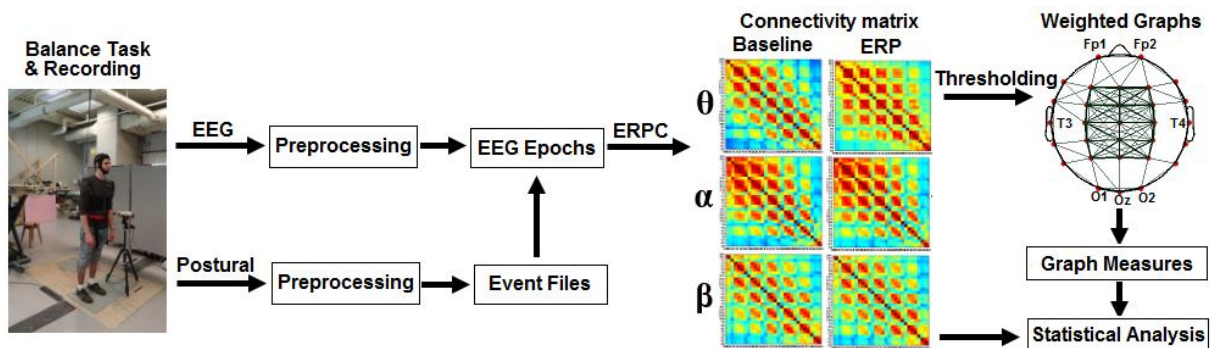 Balance Task
& Recording
EEG
Preprocessing
EEG Epochs
ERPC
Postural
Preprocessing
Event Files
Connectivity matrix
Baseline
ERP
θ
α
β
Thresholding
Weighted Graphs
Fp1
Fp2
T3
T4
O1
Oz
O2
Graph Measures
Statistical Analysis